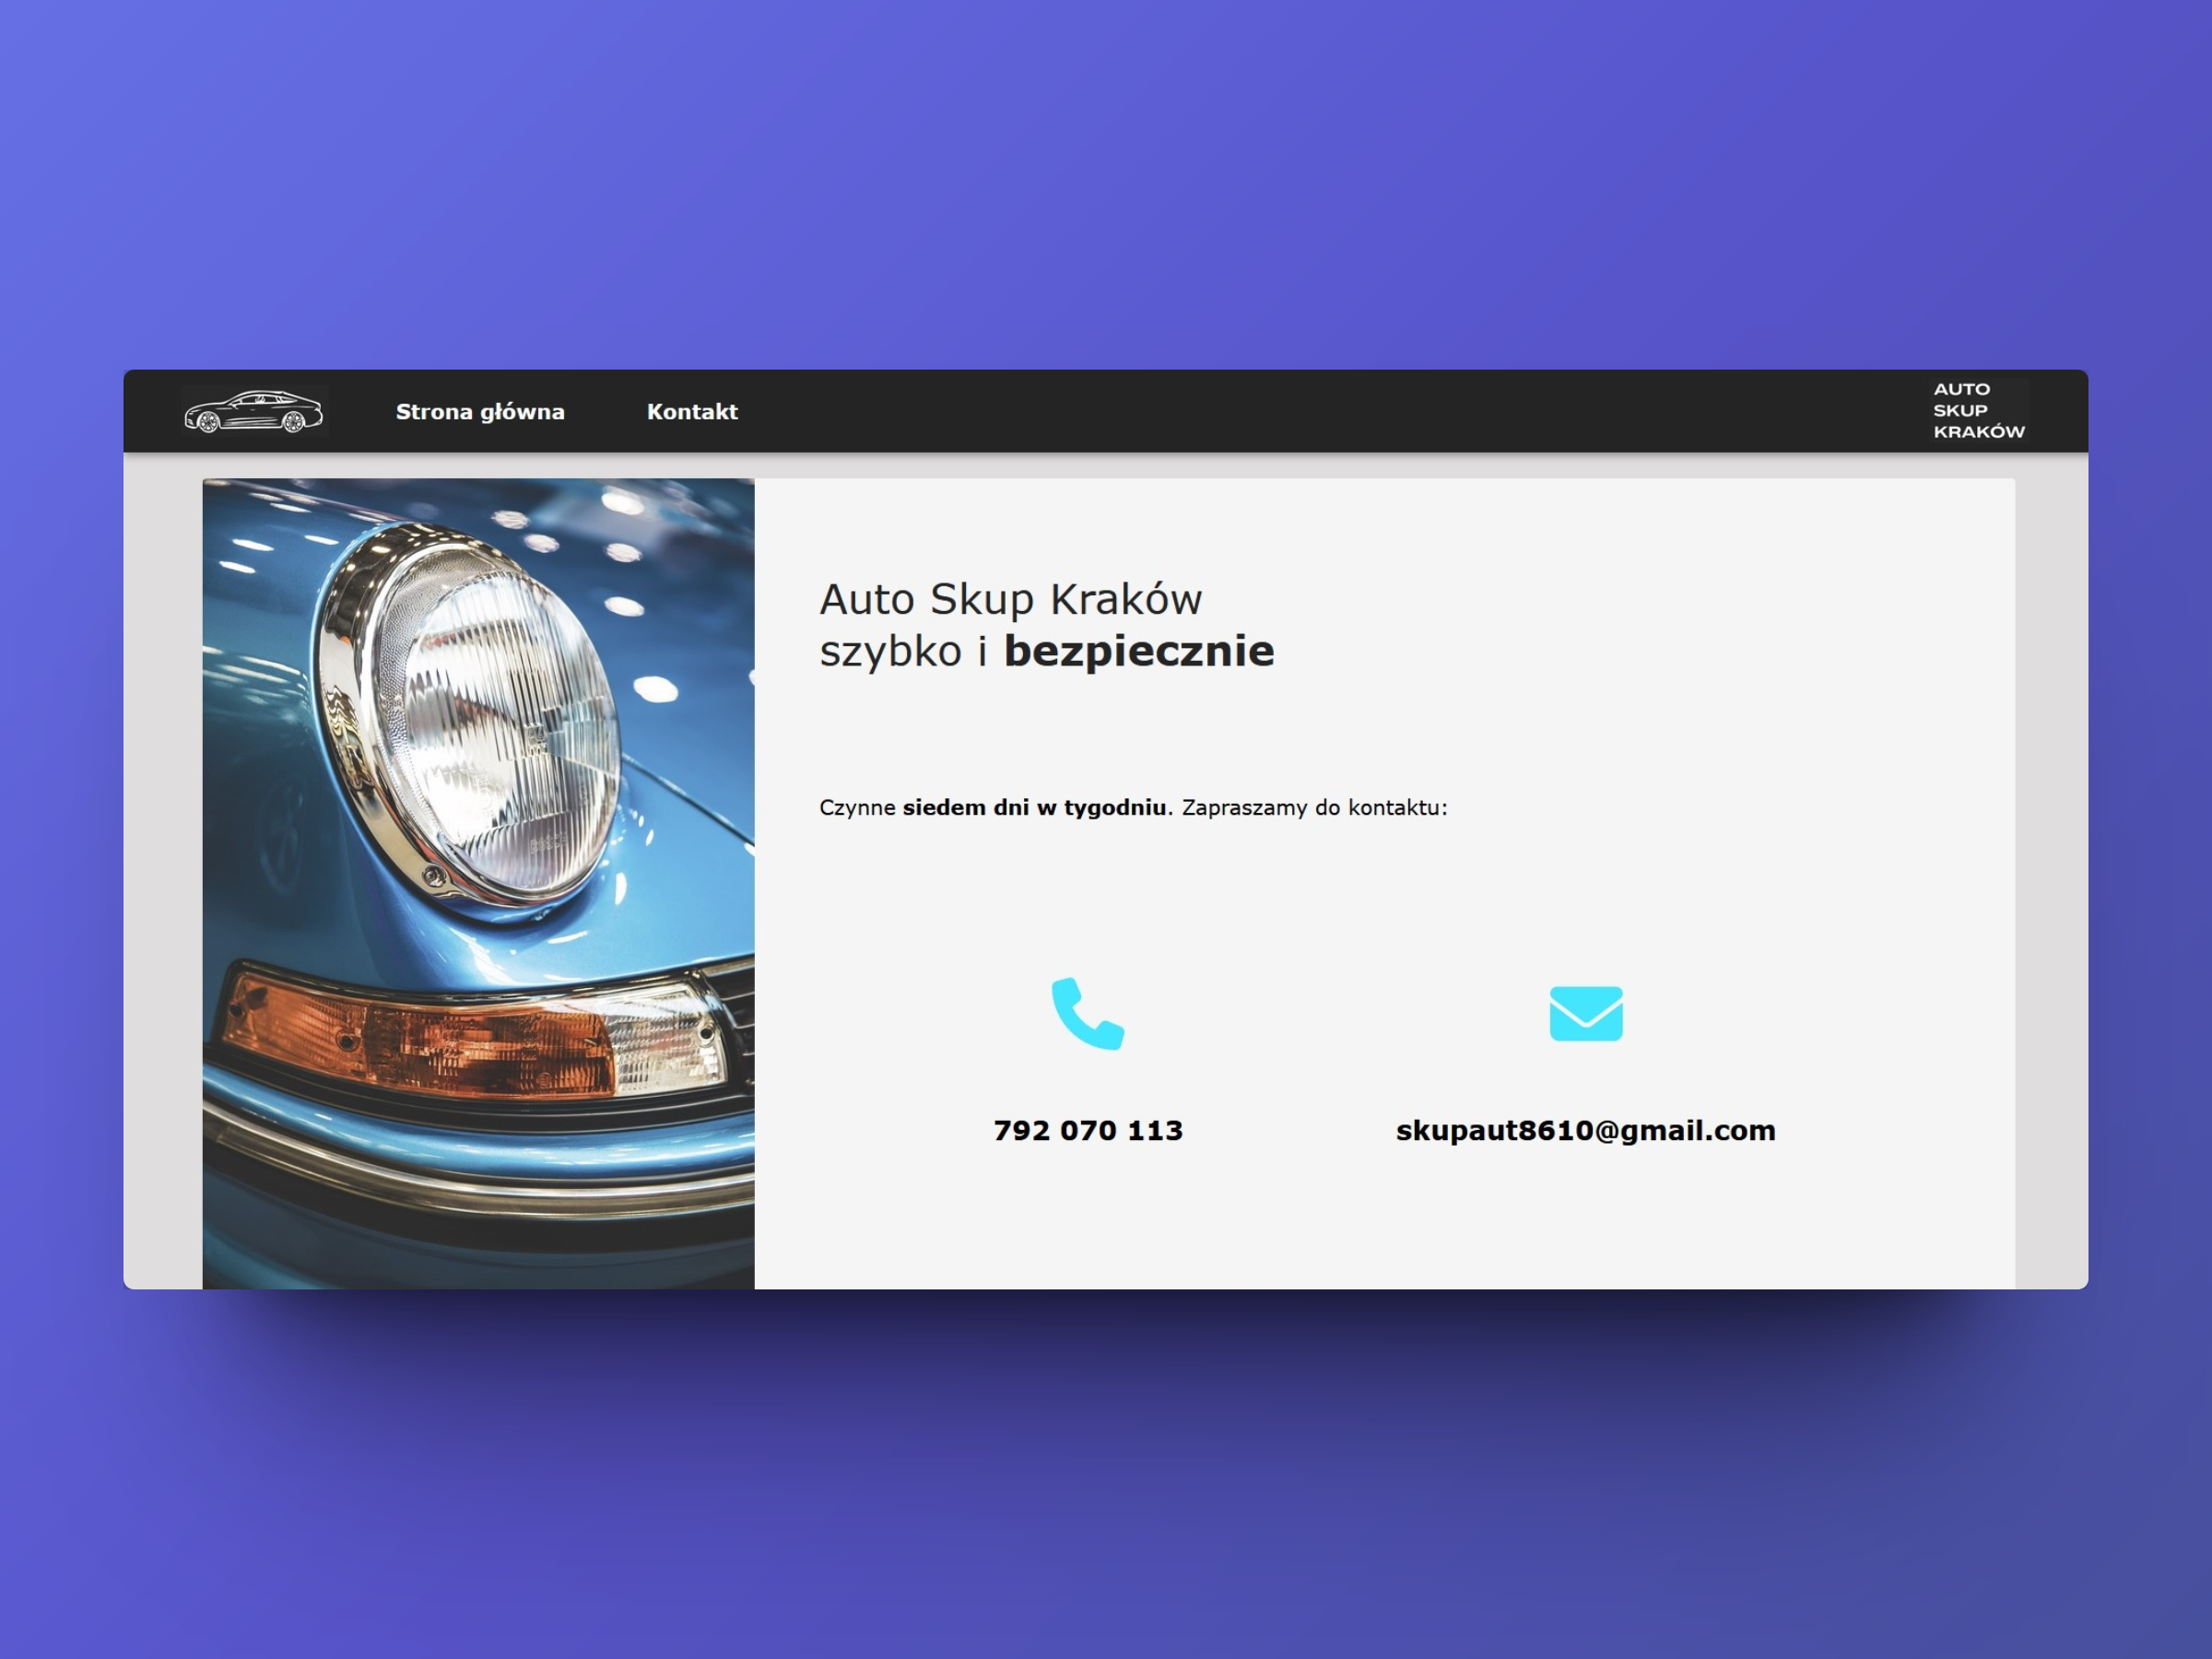 Strona główna
Kontakt
AUTO
SKUP
KRAKÓW
Auto Skup Kraków
szybko i bezpiecznie
Czynne siedem dni w tygodniu. Zapraszamy do kontaktu:
792 070 113
skupaut8610@gmail.com